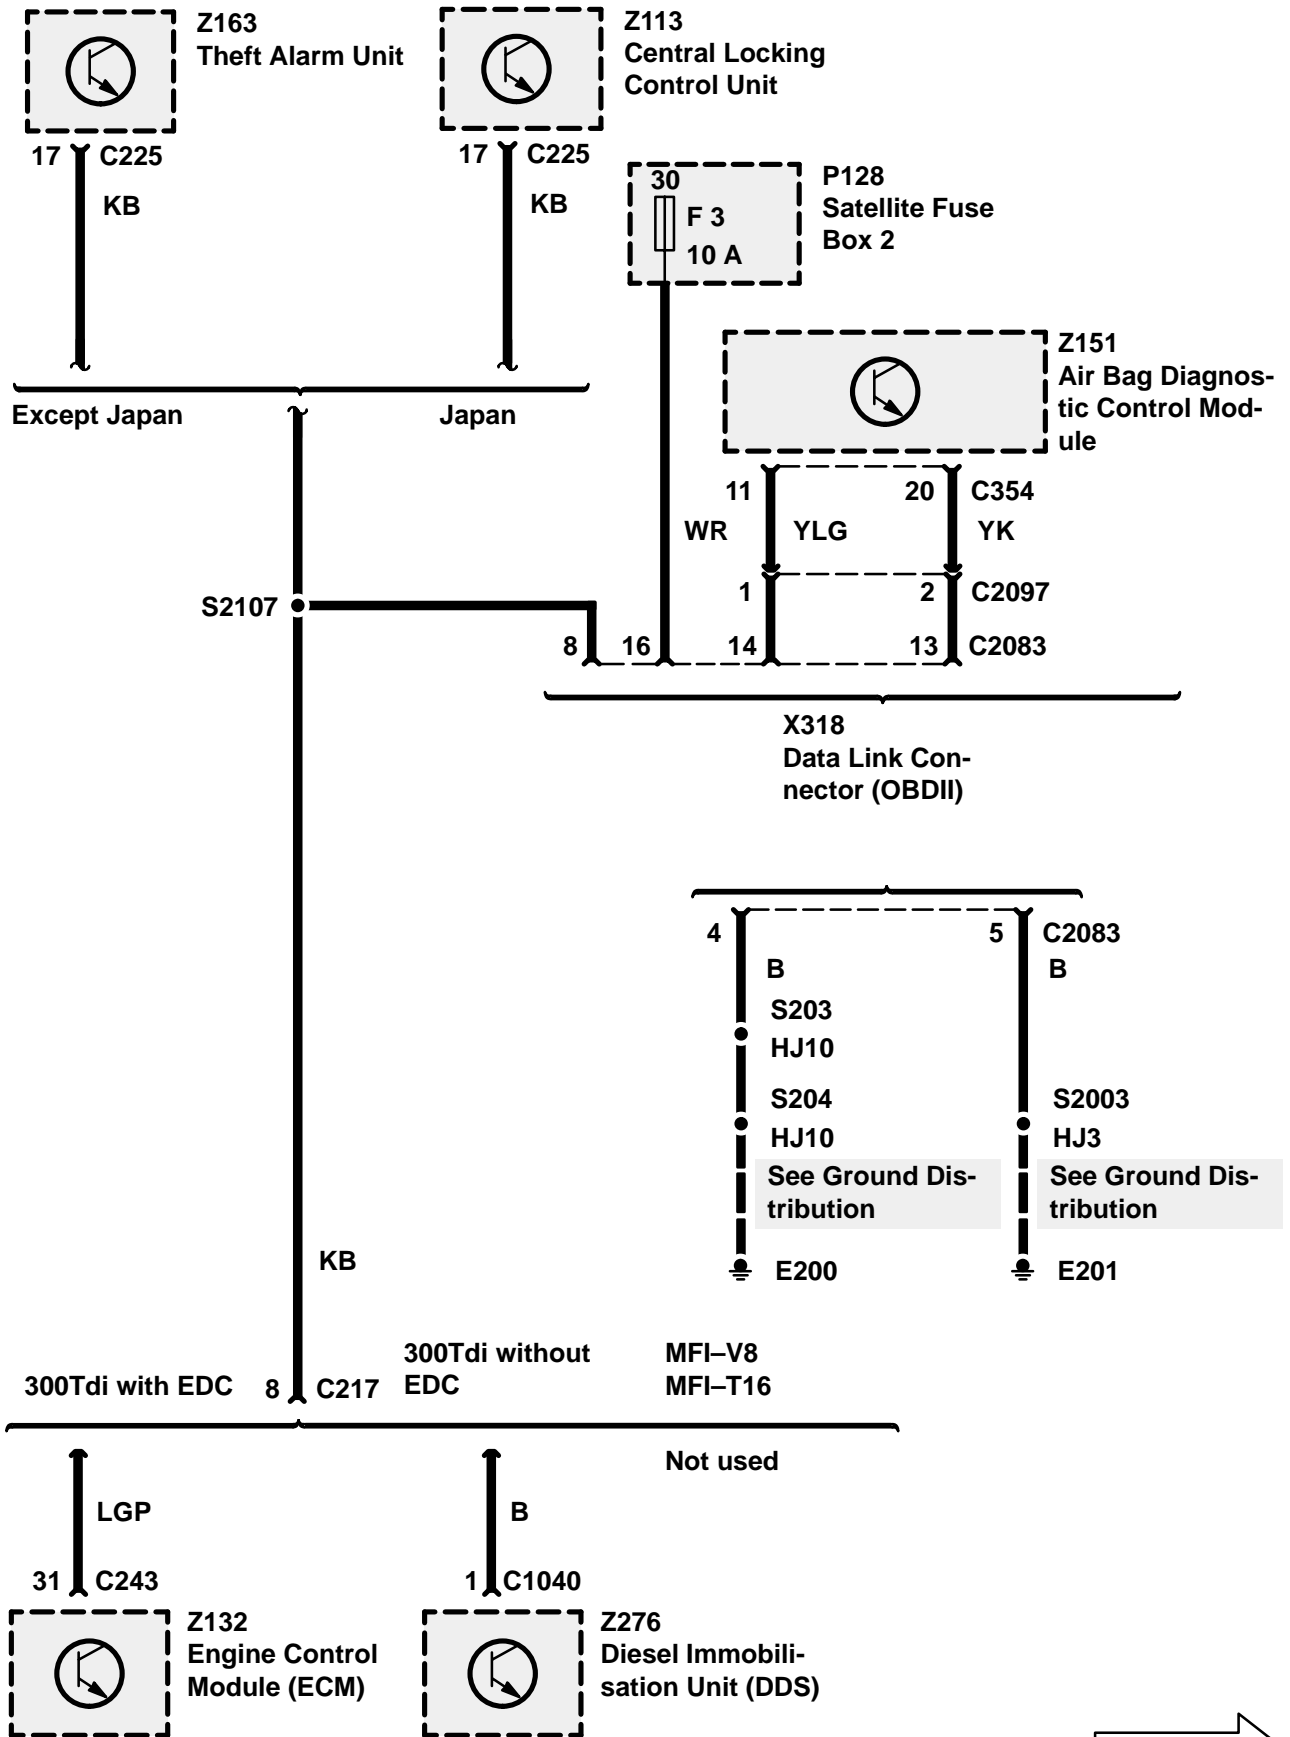 Z163
Theft Alarm Unit
Z113
Central Locking
Control Unit
17 C225
KB
17 C225
KB
30
F 3
10 A
P128
Satellite Fuse
Box 2
Z151
Air Bag Diagnos-
tic Control Mod-
ule
Except Japan
Japan
11
20 C354
WR
YLG
YK
1
2 C2097
S2107
8
16
14
13 C2083
X318
Data Link Con-
nector (OBDII)
4
5 C2083
B
B
S203
HJ10
S204
HJ10
S2003
HJ3
See Ground Dis-
tribution
See Ground Dis-
tribution
E200
E201
KB
300Tdi with EDC
8 C217
300Tdi without
EDC
MFI–V8
MFI–T16
Not used
LGP
B
31 C243
1 C1040
Z132
Engine Control
Module (ECM)
Z276
Diesel Immobili-
sation Unit (DDS)